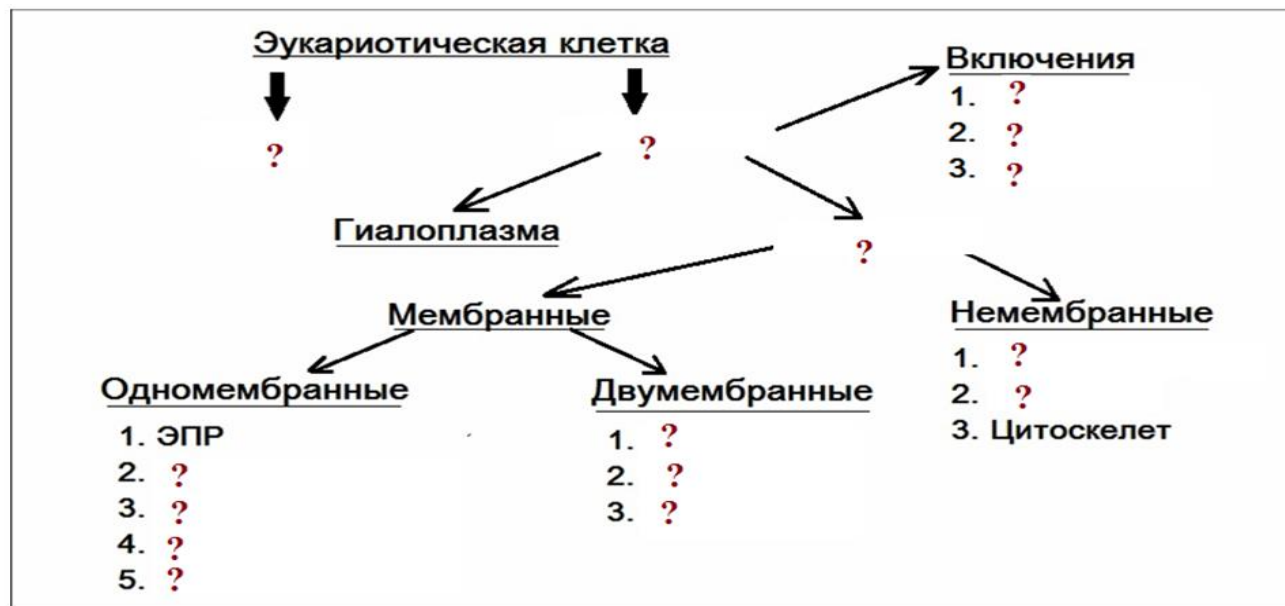 Эукариотическая клетка
Включения
1. ?
2. ?
3. ?
?
?
Гиалоплазма
?
Мембранные
Немембранные
1. ?
2. ?
3. Цитоскелет
Одномембранные
1. ЭПР
2. ?
3. ?
4. ?
5. ?
Двумембранные
1. ?
2. ?
3. ?